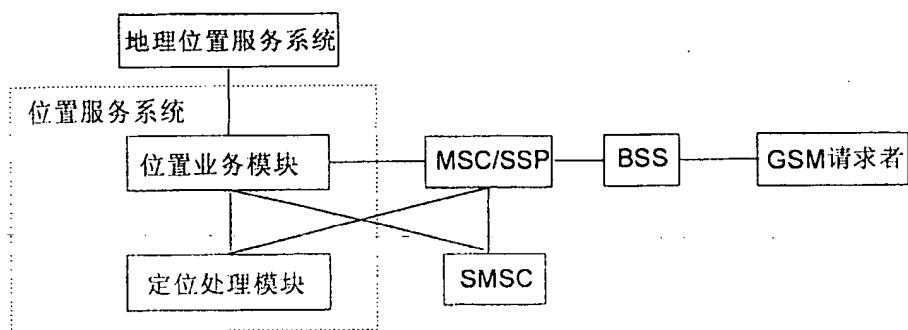 地理位置服务系统
位置服务系统
位置业务模块
MSC/SSP
BSS
GSM请求者
定位处理模块
SMSC